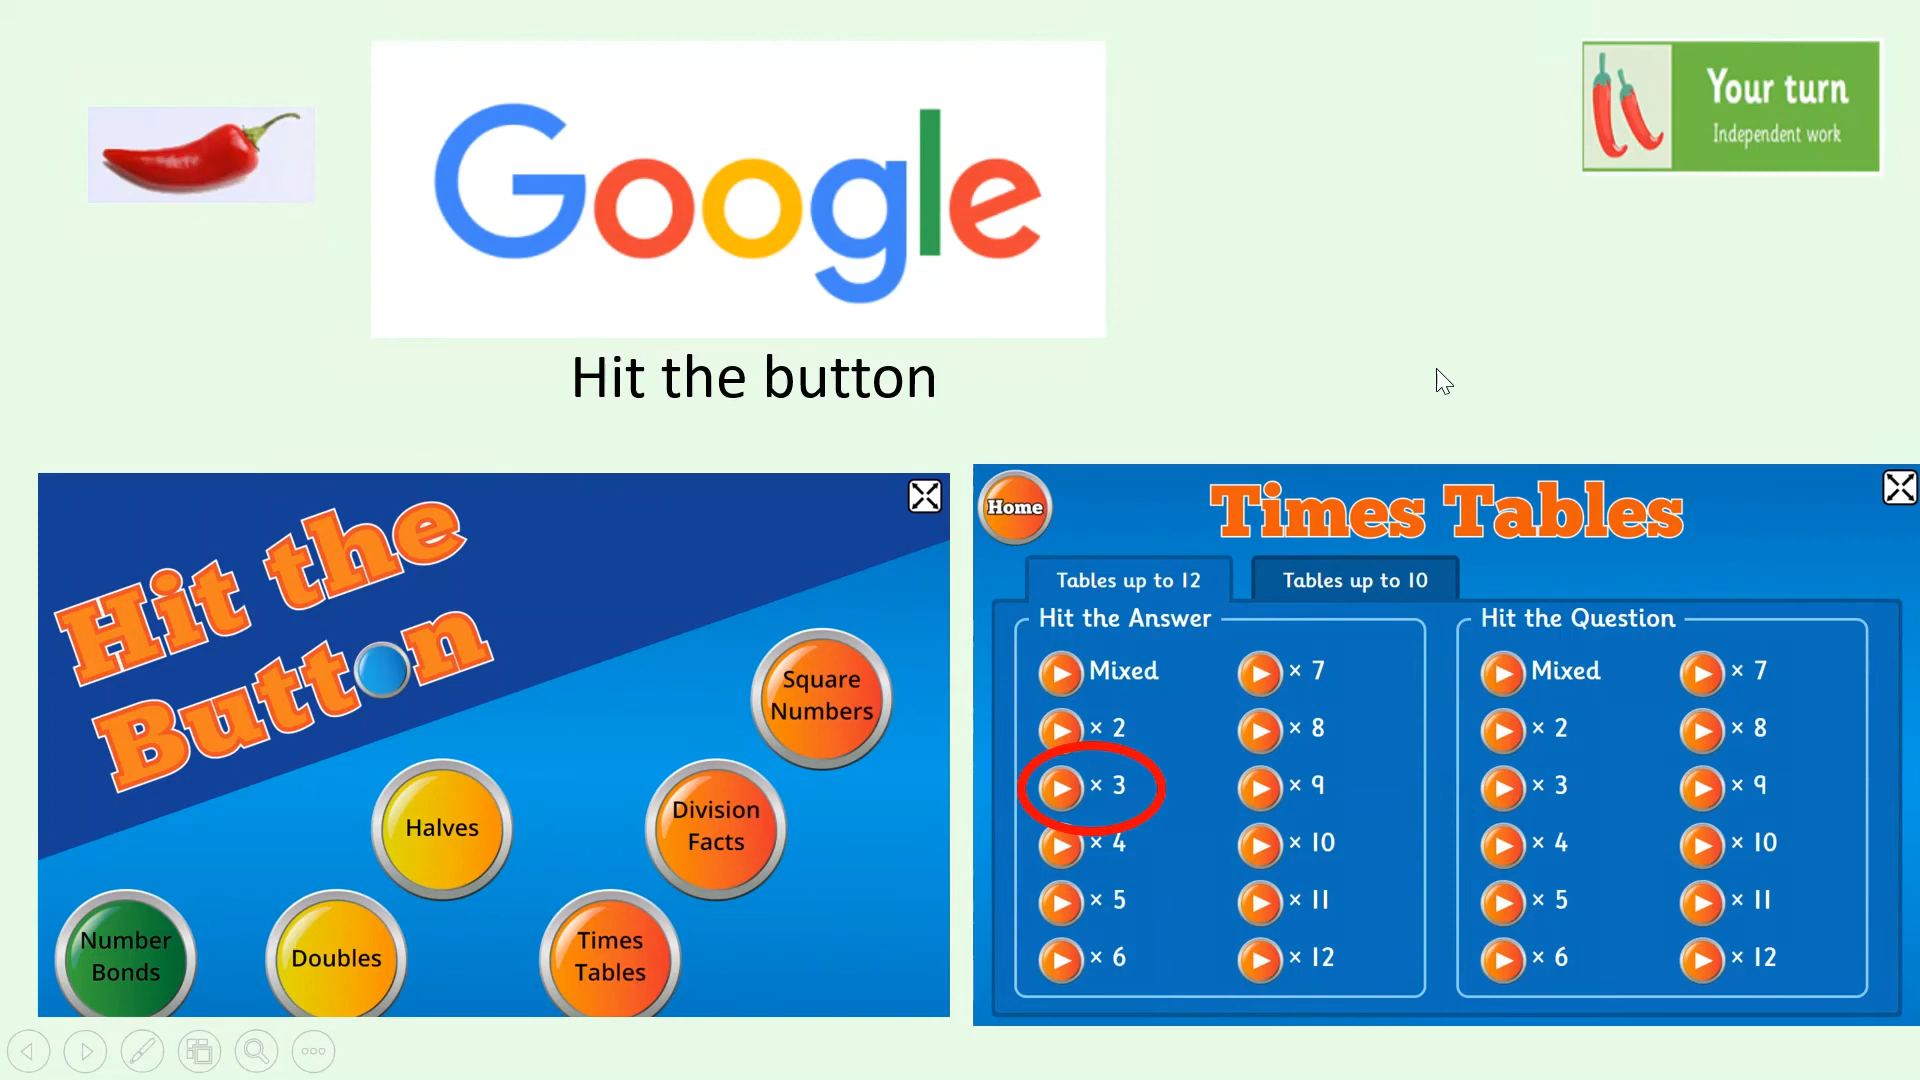 Google
Your turn
Independent work
Hit the button
Hit the
Button
Square
Numbers
Halves
Division
Facts
Number
Bonds
Doubles
Times
Tables
Home
Times Tables
Tables up to 12
Tables up to 10
Hit the Answer
Mixed
× 7
× 2
× 8
× 3
× 9
× 4
× 10
× 5
× 11
× 6
× 12
Hit the Question
Mixed
× 7
× 2
× 8
× 3
× 9
× 4
× 10
× 5
× 11
× 6
× 12